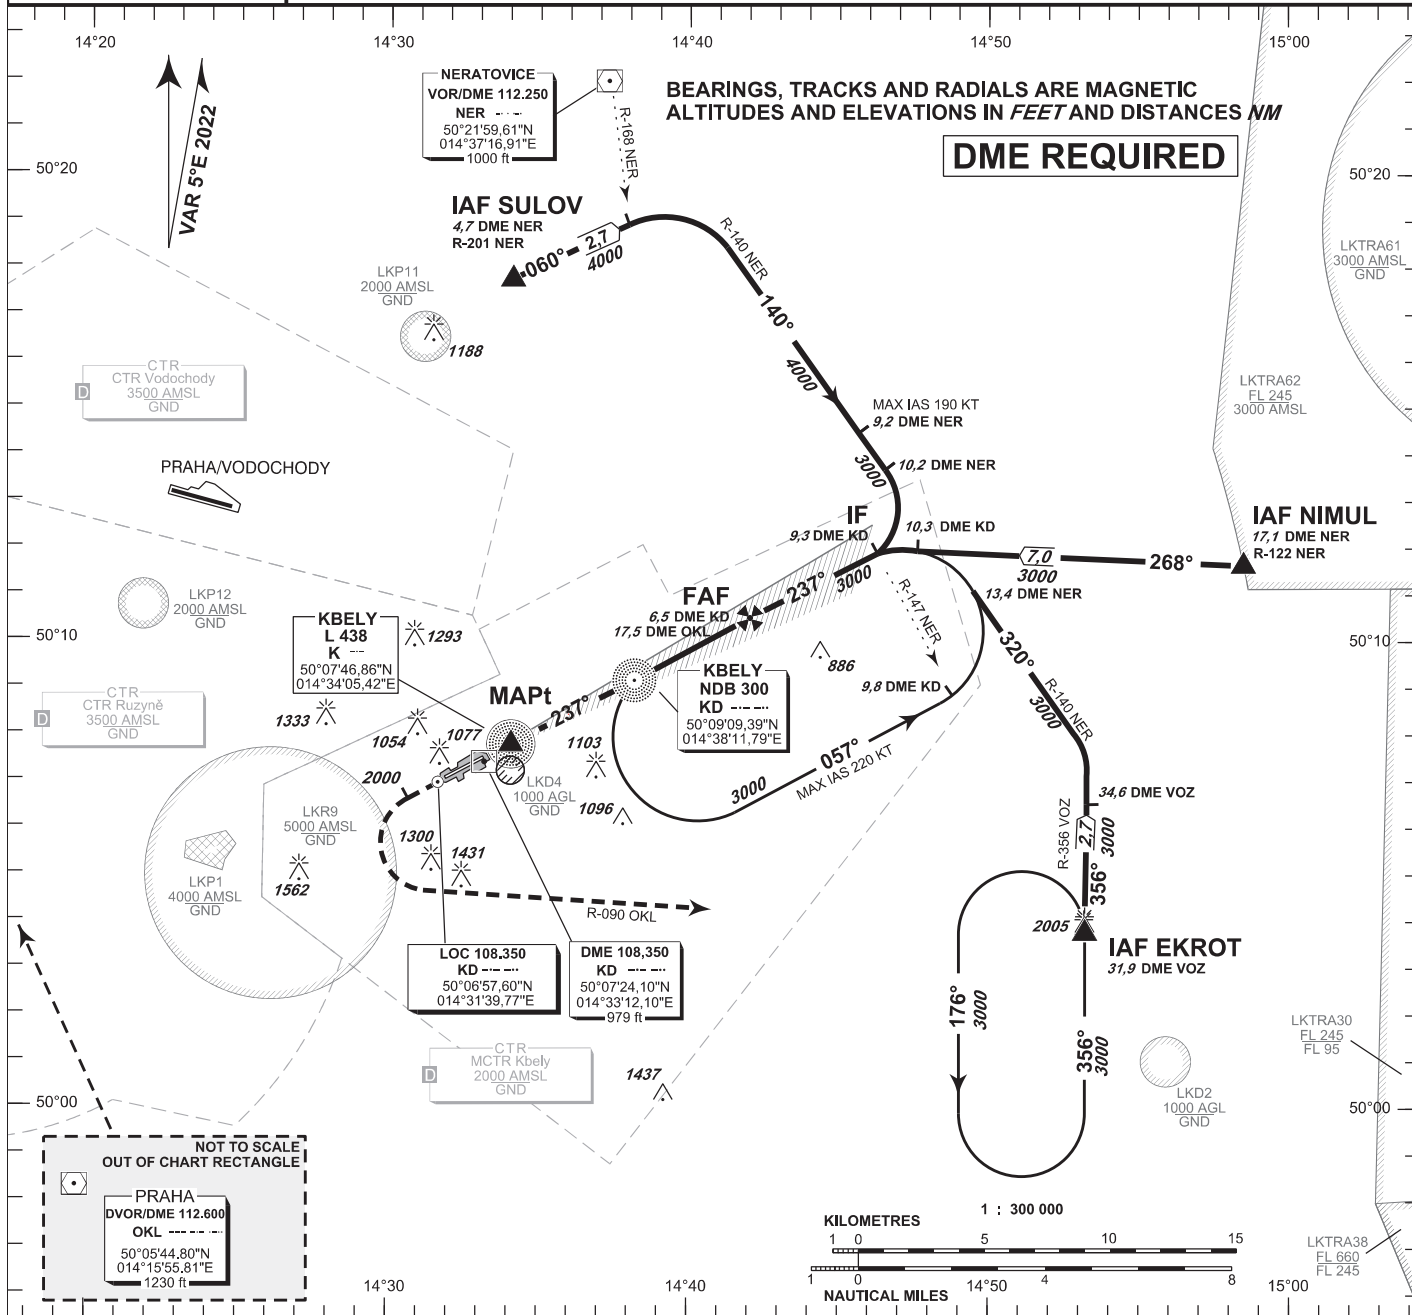 14°20'
14°30'
14°40'
14°50'
15°00'
VAR 5°E 2022
NERATOVICE
VOR/DME 112.250
NER
50°21'59,61"N
014°37'16,91"E
1000 ft
BEARINGS, TRACKS AND RADIALS ARE MAGNETIC
ALTITUDES AND ELEVATIONS IN FEET AND DISTANCES NM
DME REQUIRED
50°20'
50°20'
R-168 NER
IAF SULOV
4,7 DME NER
R-201 NER
060°
2,7
4000
R-140 NER
140°
4000
LKTRA61
3000 AMSL
GND
LKP11
2000 AMSL
GND
1188
CTR
CTR Vodochody
3500 AMSL
GND
D
LKTRA62
FL 245
3000 AMSL
MAX IAS 190 KT
9,2 DME NER
3000
10,2 DME NER
PRAHA/VODOCHODY
IF
9,3 DME KD
10,3 DME KD
IAF NIMUL
17,1 DME NER
R-122 NER
7,0
3000
268°
237°
3000
R-147 NER
13,4 DME NER
FAF
6,5 DME KD
17,5 DME OKL
LKP12
2000 AMSL
GND
KBELY
L 438
K
50°07'46,86"N
014°34'05,42"E
1293
50°10'
50°10'
886
320°
R-140 NER
3000
9,8 DME KD
KBELY
NDB 300
KD
50°09'09,39"N
014°38'11,79"E
MAPt
237°
CTR
CTR Ruzyně
3500 AMSL
GND
D
1333
1054
1077
1103
057°
MAX IAS 220 KT
3000
2000
LKD4
1000 AGL
GND
1096
34,6 DME VOZ
R-356 VOZ
2,7
3000
356°
LKR9
5000 AMSL
GND
1300
1431
1562
LKP1
4000 AMSL
GND
R-090 OKL
2005
IAF EKROT
31,9 DME VOZ
LOC 108.350
KD
50°06'57,60"N
014°31'39,77"E
DME 108,350
KD
50°07'24,10"N
014°33'12,10"E
979 ft
176°
3000
356°
3000
LKTRA30
FL 245
FL 95
CTR
MCTR Kbely
2000 AMSL
GND
D
1437
LKD2
1000 AGL
GND
50°00'
50°00'
NOT TO SCALE
OUT OF CHART RECTANGLE
PRAHA
DVOR/DME 112.600
OKL
50°05'44,80"N
014°15'55,81"E
1230 ft
1 : 300 000
KILOMETRES
1 0 5 10 15
1 0 4 8
NAUTICAL MILES
LKTRA38
FL 660
FL 245
14°30'
14°40'
14°50'
15°00'